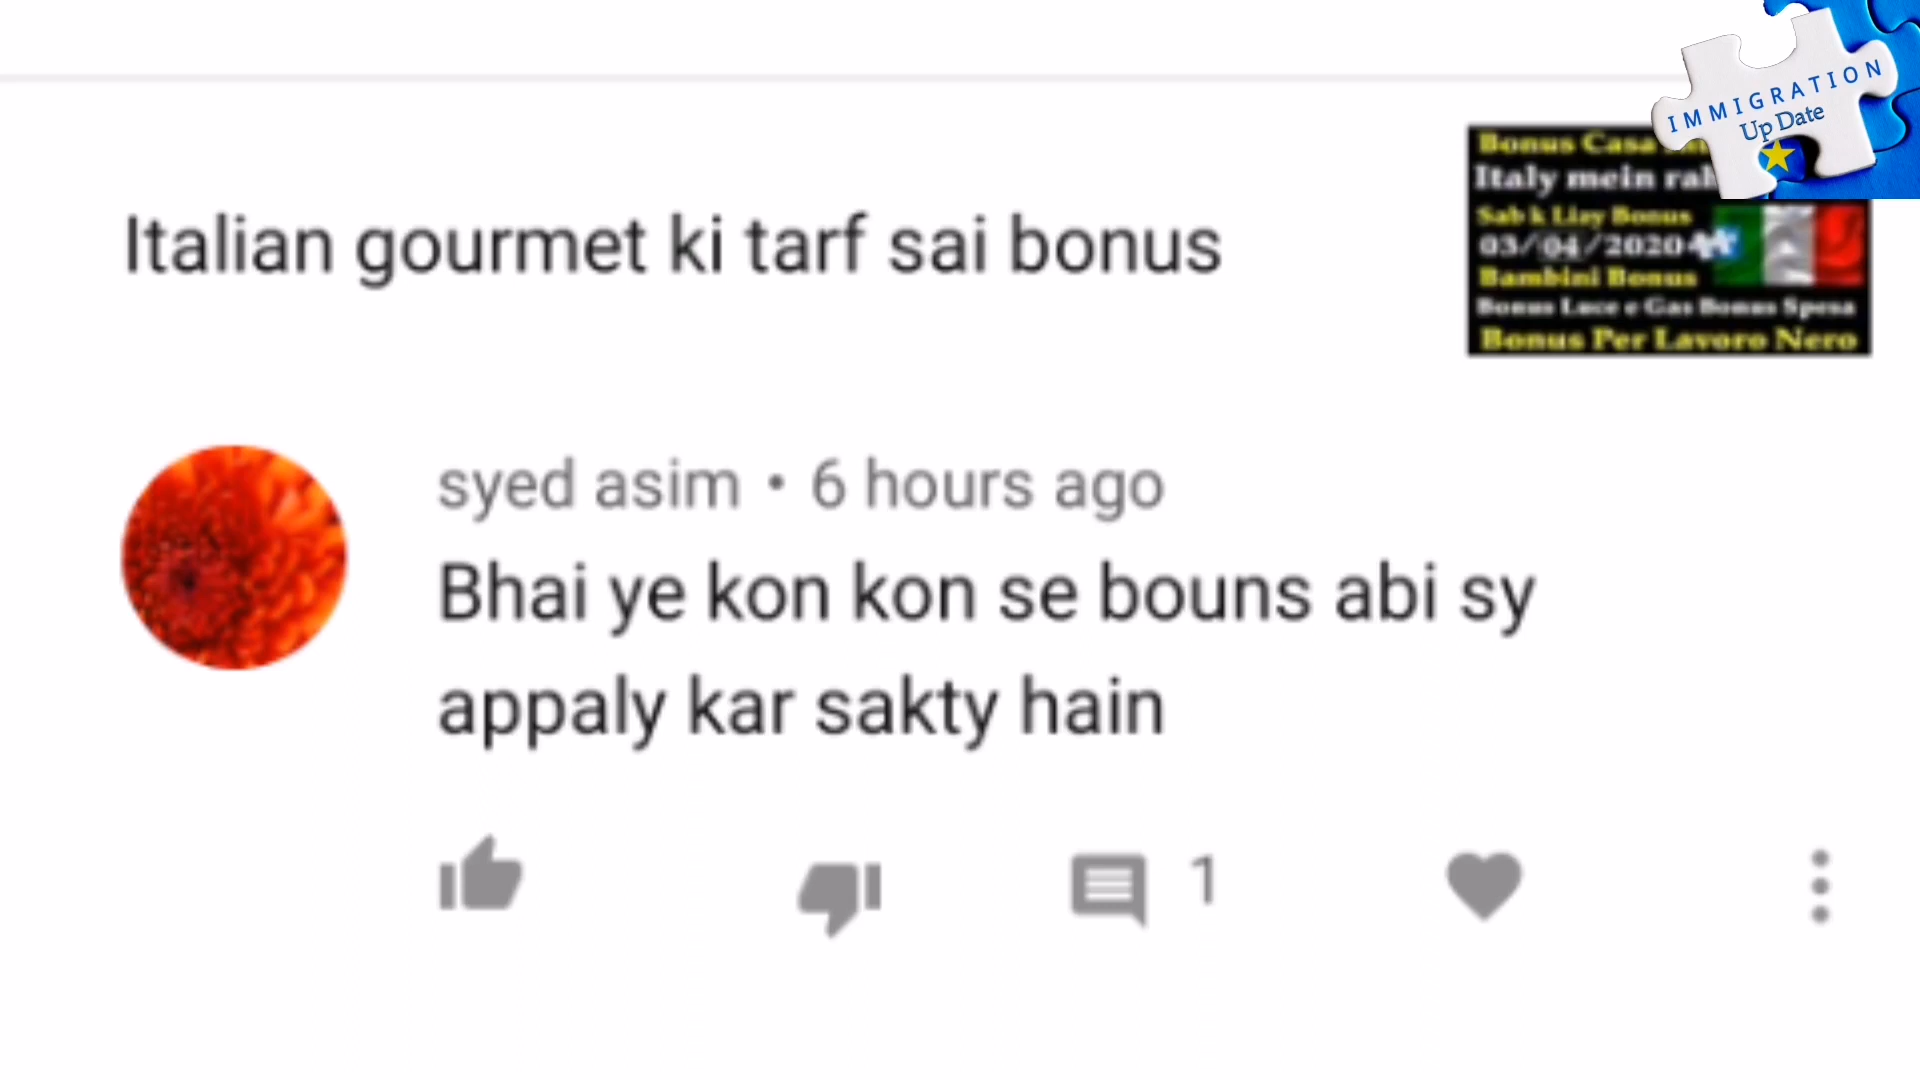 IMMIGRATION
Up Date
Bonus Casa
Italy mein rah
Sab k Liay Bonus
03/04/2020
Bambini Bonus
Bonus Luce e Gas Bonus Spesa
Bonus Per Lavoro Nero
Italian gourmet ki tarf sai bonus
syed asim • 6 hours ago
Bhai ye kon kon se bouns abi sy
appaly kar sakty hain
1